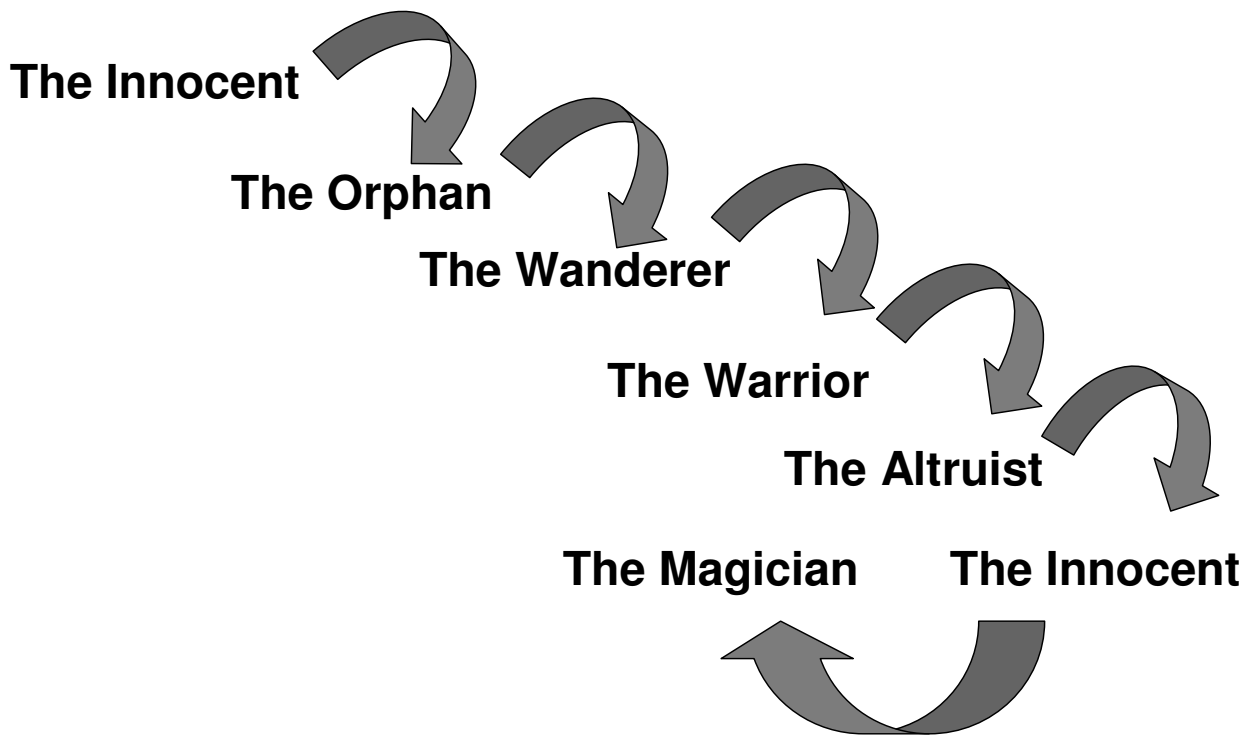 The Innocent
The Orphan
The Wanderer
The Warrior
The Altruist
The Magician The Innocent